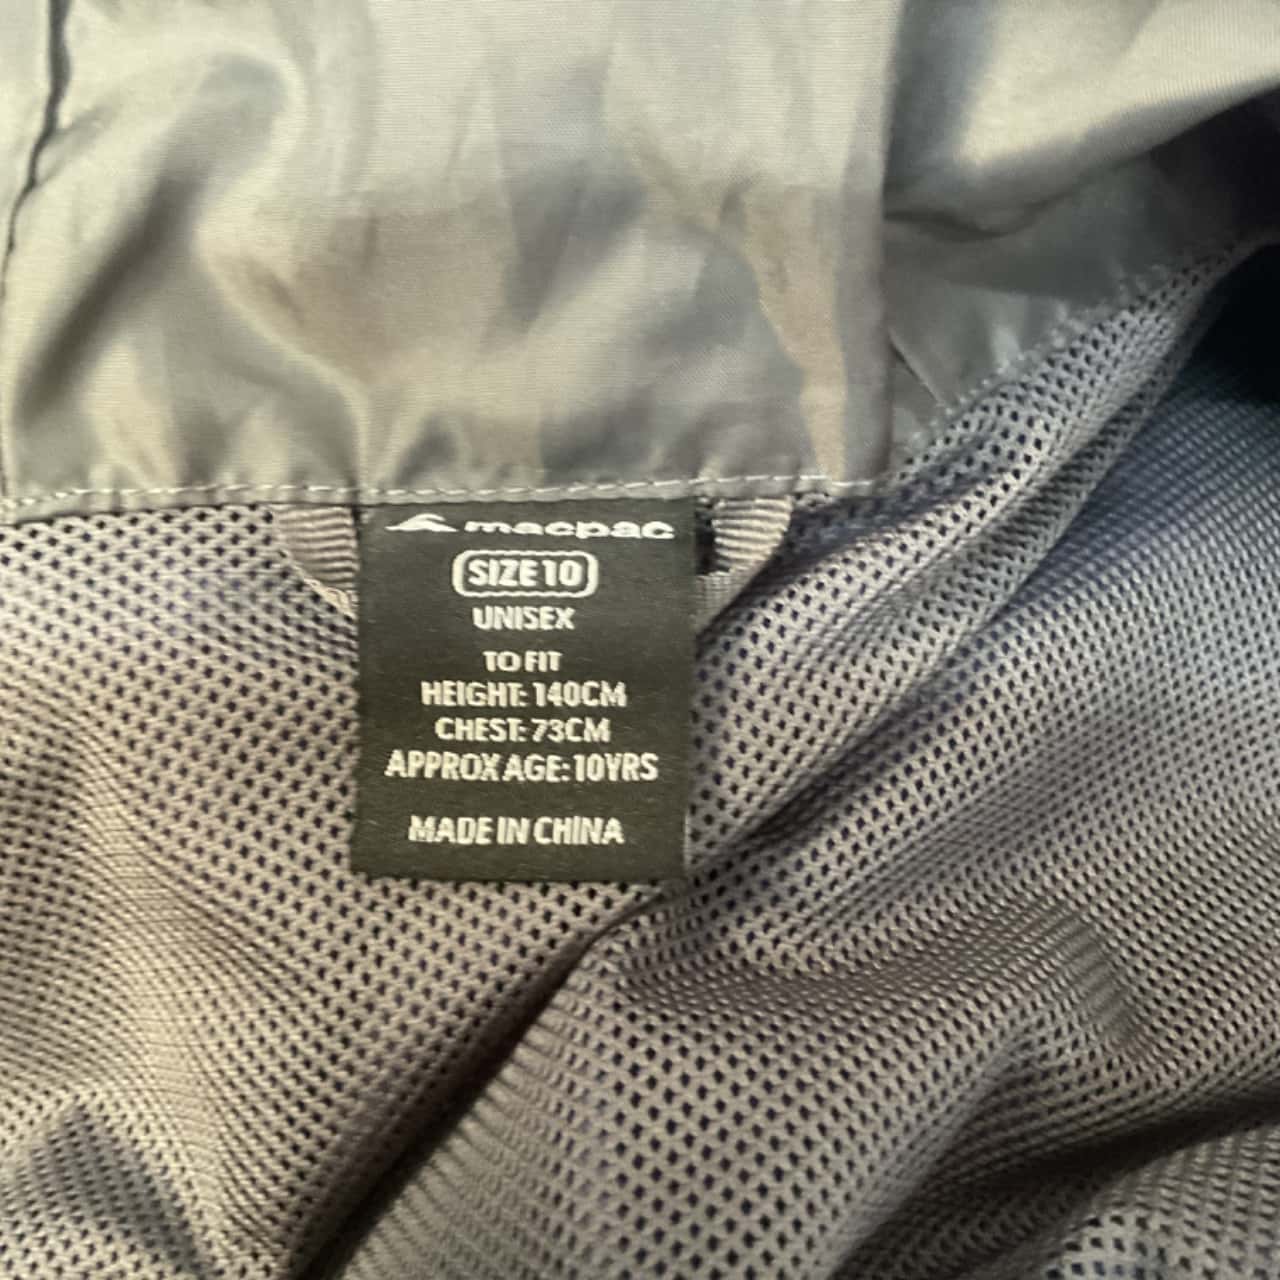 macpac
SIZE 10
UNISEX
TO FIT
HEIGHT: 140CM
CHEST: 73CM
APPROX AGE: 10YRS
MADE IN CHINA